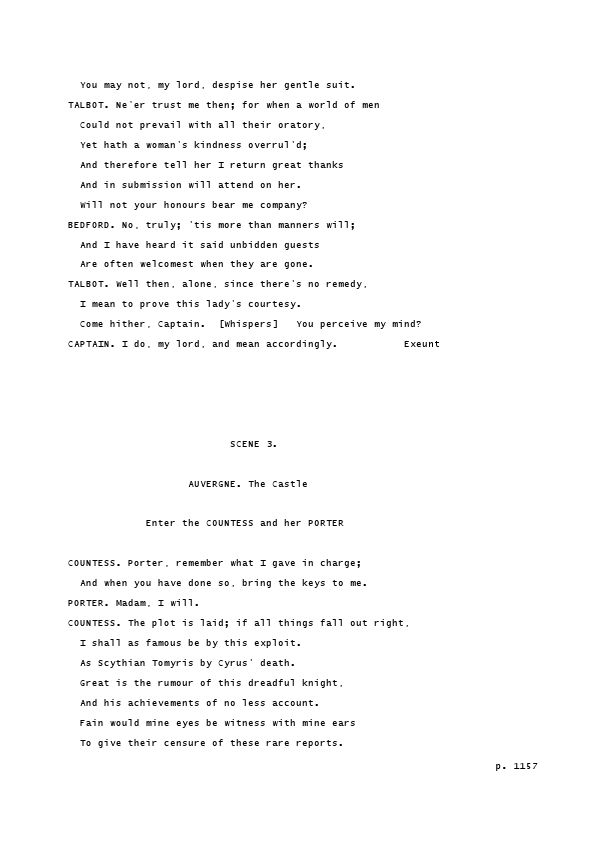 You may not, my lord, despise her gentle suit.
TALBOT. Ne'er trust me then; for when a world of men
Could not prevail with all their oratory,
Yet hath a woman's kindness overrul'd;
And therefore tell her I return great thanks
And in submission will attend on her.
Will not your honours bear me company?
BEDFORD. No, truly; 'tis more than manners will;
And I have heard it said unbidden guests
Are often welcomest when they are gone.
TALBOT. Well then, alone, since there's no remedy,
I mean to prove this lady's courtesy.
Come hither, Captain. [Whispers] You perceive my mind?
CAPTAIN. I do, my lord, and mean accordingly. Exeunt
SCENE 3.
AUVERGNE. The Castle
Enter the COUNTESS and her PORTER
COUNTESS. Porter, remember what I gave in charge;
And when you have done so, bring the keys to me.
PORTER. Madam, I will.
COUNTESS. The plot is laid; if all things fall out right,
I shall as famous be by this exploit.
As Scythian Tomyris by Cyrus' death.
Great is the rumour of this dreadful knight,
And his achievements of no less account.
Fain would mine eyes be witness with mine ears
To give their censure of these rare reports.
p. 1157